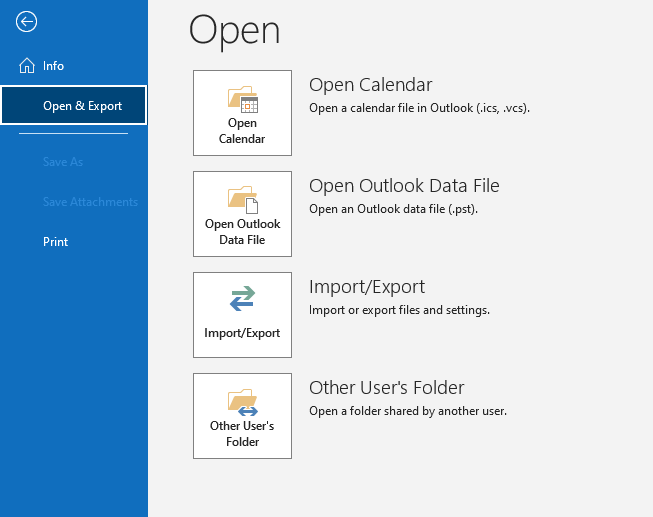 Open
Info
Open & Export
Save As
Save Attachments
Print
Open
Calendar
Open Calendar
Open a calendar file in Outlook (.ics, .vcs).
Open Outlook
Data File
Open Outlook Data File
Open an Outlook data file (.pst).
Import/Export
Import/Export
Import or export files and settings.
Other User's
Folder
Other User's Folder
Open a folder shared by another user.